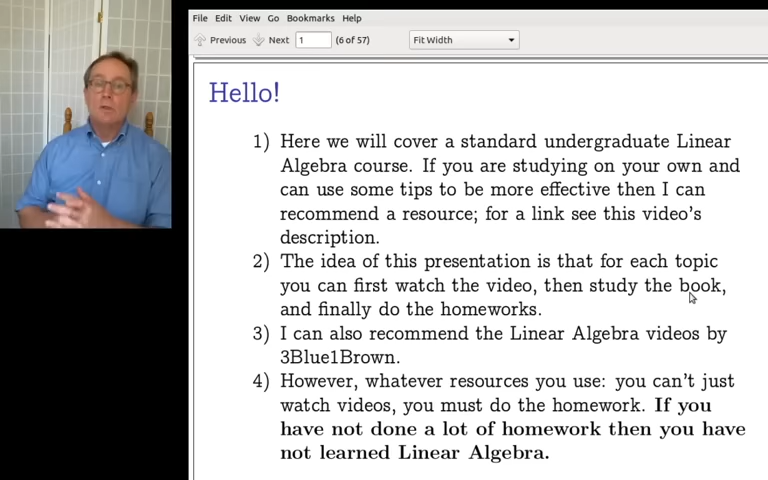 File Edit View Go Bookmarks Help
Previous Next 1 (6 of 57) Fit Width
Hello!
1) Here we will cover a standard undergraduate Linear
Algebra course. If you are studying on your own and
can use some tips to be more effective then I can
recommend a resource; for a link see this video's
description.
2) The idea of this presentation is that for each topic
you can first watch the video, then study the book,
and finally do the homeworks.
3) I can also recommend the Linear Algebra videos by
3Blue1Brown.
4) However, whatever resources you use: you can't just
watch videos, you must do the homework. If you
have not done a lot of homework then you have
not learned Linear Algebra.